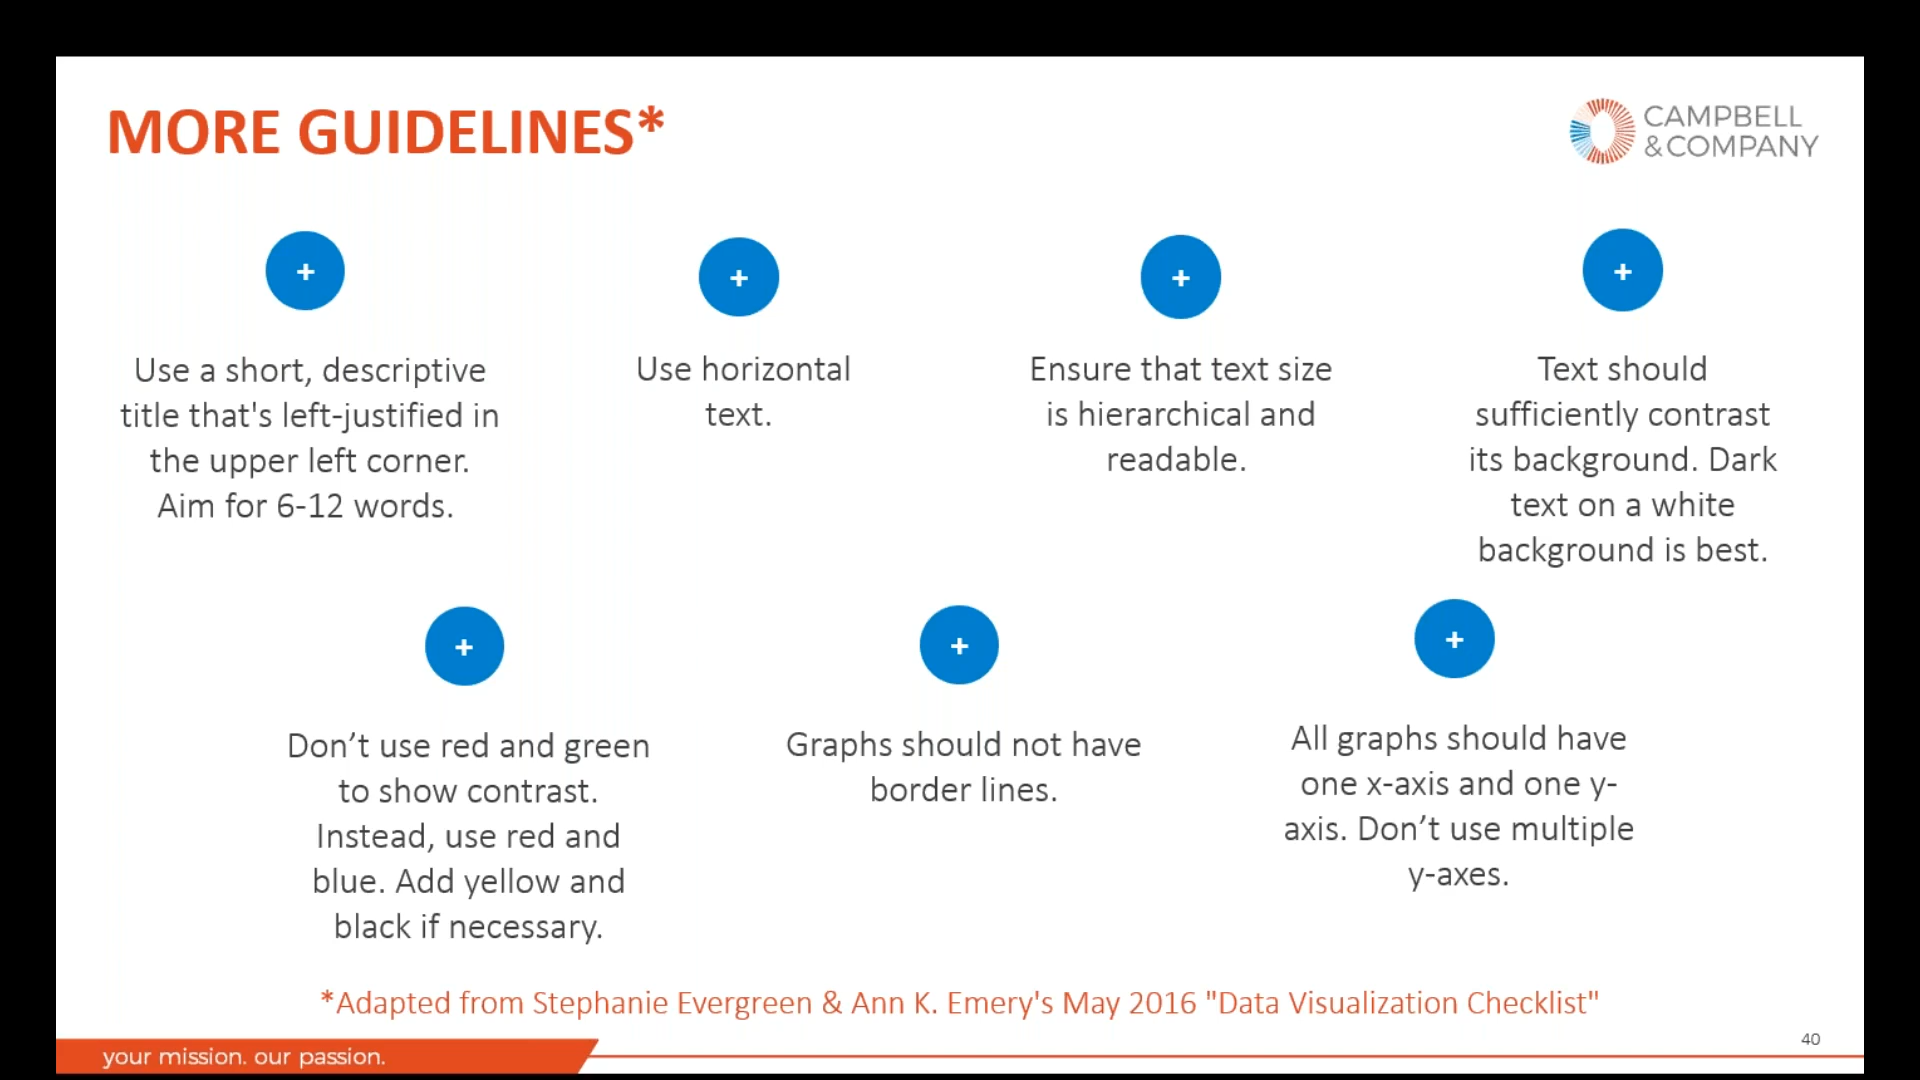 MORE GUIDELINES*
CAMPBELL
&COMPANY
+
+
+
+
Use a short, descriptive
title that's left-justified in
the upper left corner.
Aim for 6-12 words.
Use horizontal
text.
Ensure that text size
is hierarchical and
readable.
Text should
sufficiently contrast
its background. Dark
text on a white
background is best.
+
+
+
Don’t use red and green
to show contrast.
Instead, use red and
blue. Add yellow and
black if necessary.
Graphs should not have
border lines.
All graphs should have
one x-axis and one y-
axis. Don’t use multiple
y-axes.
*Adapted from Stephanie Evergreen & Ann K. Emery's May 2016 "Data Visualization Checklist"
40
your mission. our passion.